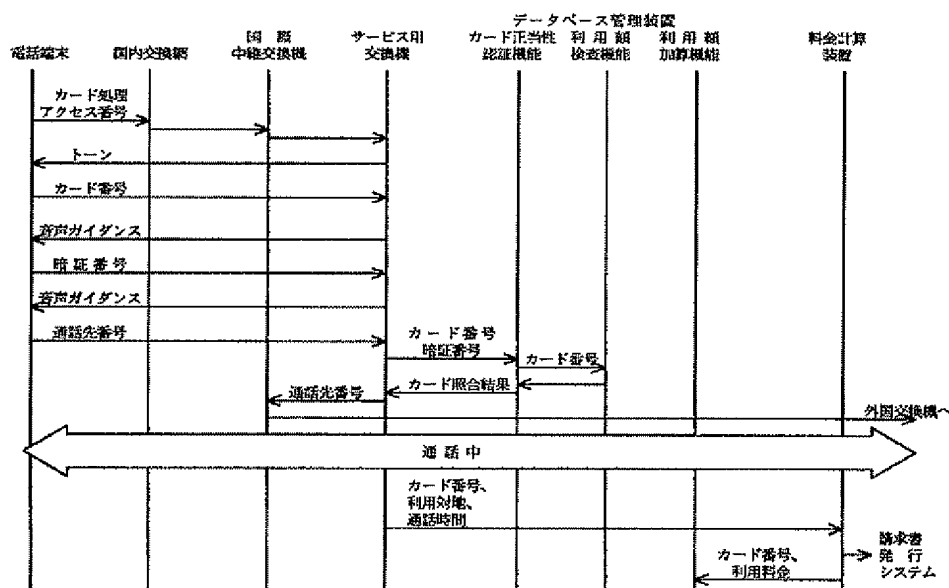 データベース管理装置
電話端末
国内交換網
国際
中継交換機
サービス用
交換機
カード正当性
認証機能
利用額
検査機能
利用額
加算機能
料金計算
装置
カード処理
アクセス番号
トーン
カード番号
音声ガイダンス
暗証番号
音声ガイダンス
通話先番号
カード番号
暗証番号
カード番号
カード照合結果
通話先番号
外国交換機へ
通話中
カード番号、
利用対地、
通話時間
カード番号、
利用料金
請求書
発行
システム